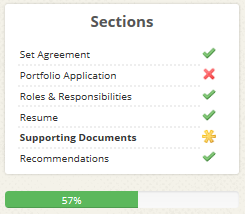 Sections
Set Agreement
Portfolio Application
Roles & Responsibilities
Resume
Supporting Documents
Recommendations
57%